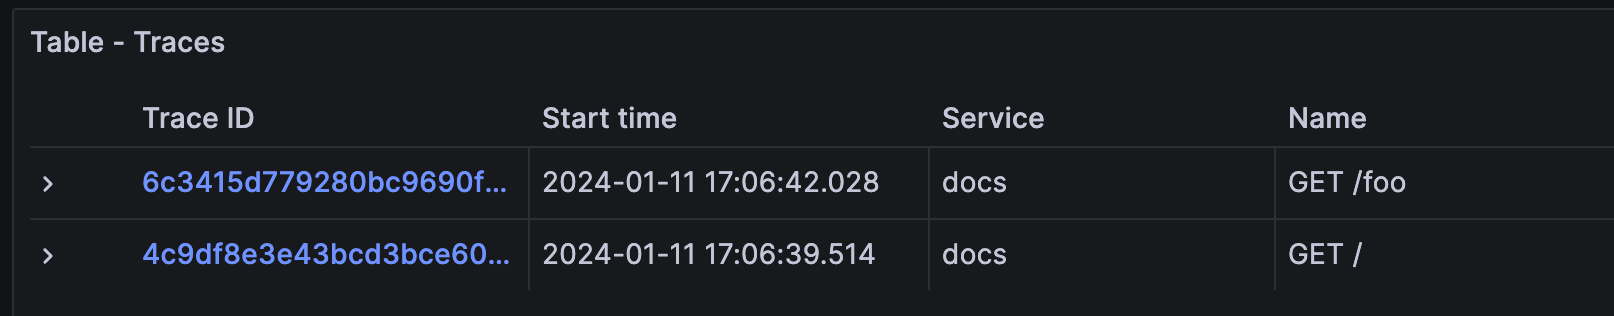 Table - Traces
Trace ID Start time Service Name
6c3415d779280bc9690f... 2024-01-11 17:06:42.028 docs GET /foo
4c9df8e3e43bcd3bce60... 2024-01-11 17:06:39.514 docs GET /